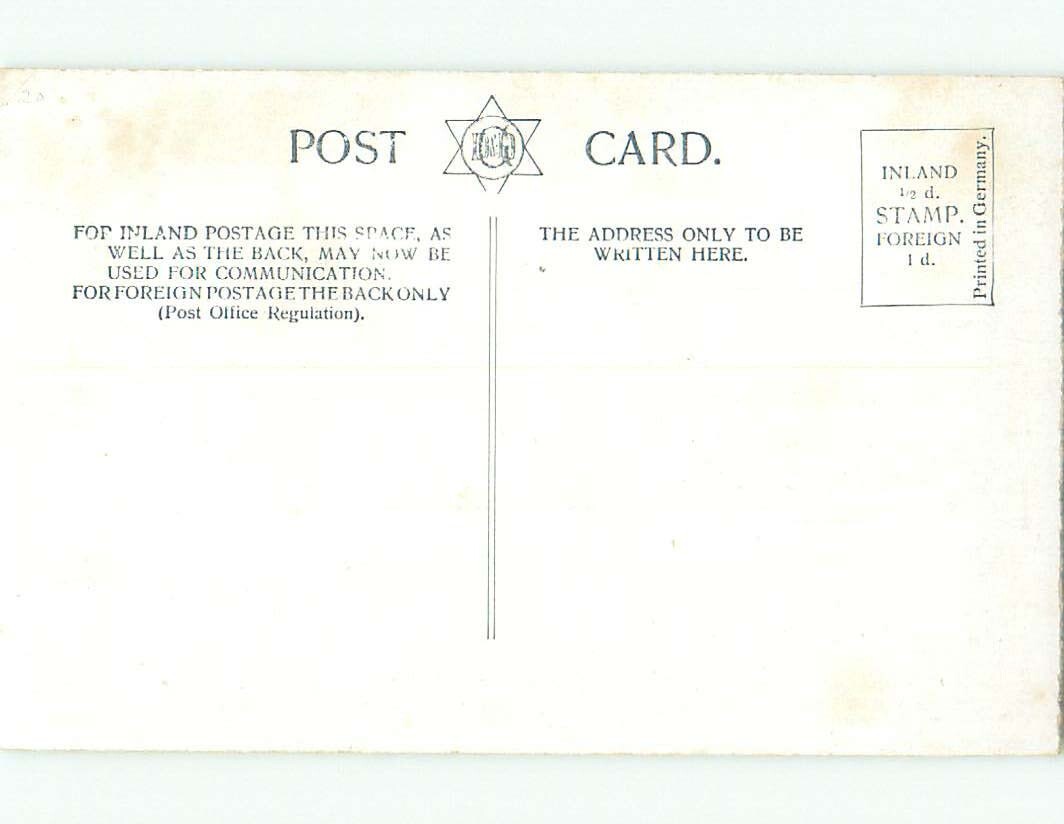 POST CARD.
FOR INLAND POSTAGE THIS SPACE, AS
WELL AS THE BACK, MAY NOW BE
USED FOR COMMUNICATION.
FOR FOREIGN POSTAGE THE BACK ONLY
(Post Office Regulation).
THE ADDRESS ONLY TO BE
WRITTEN HERE.
INLAND
1/2 d.
STAMP.
FOREIGN
1 d.
Printed in Germany.